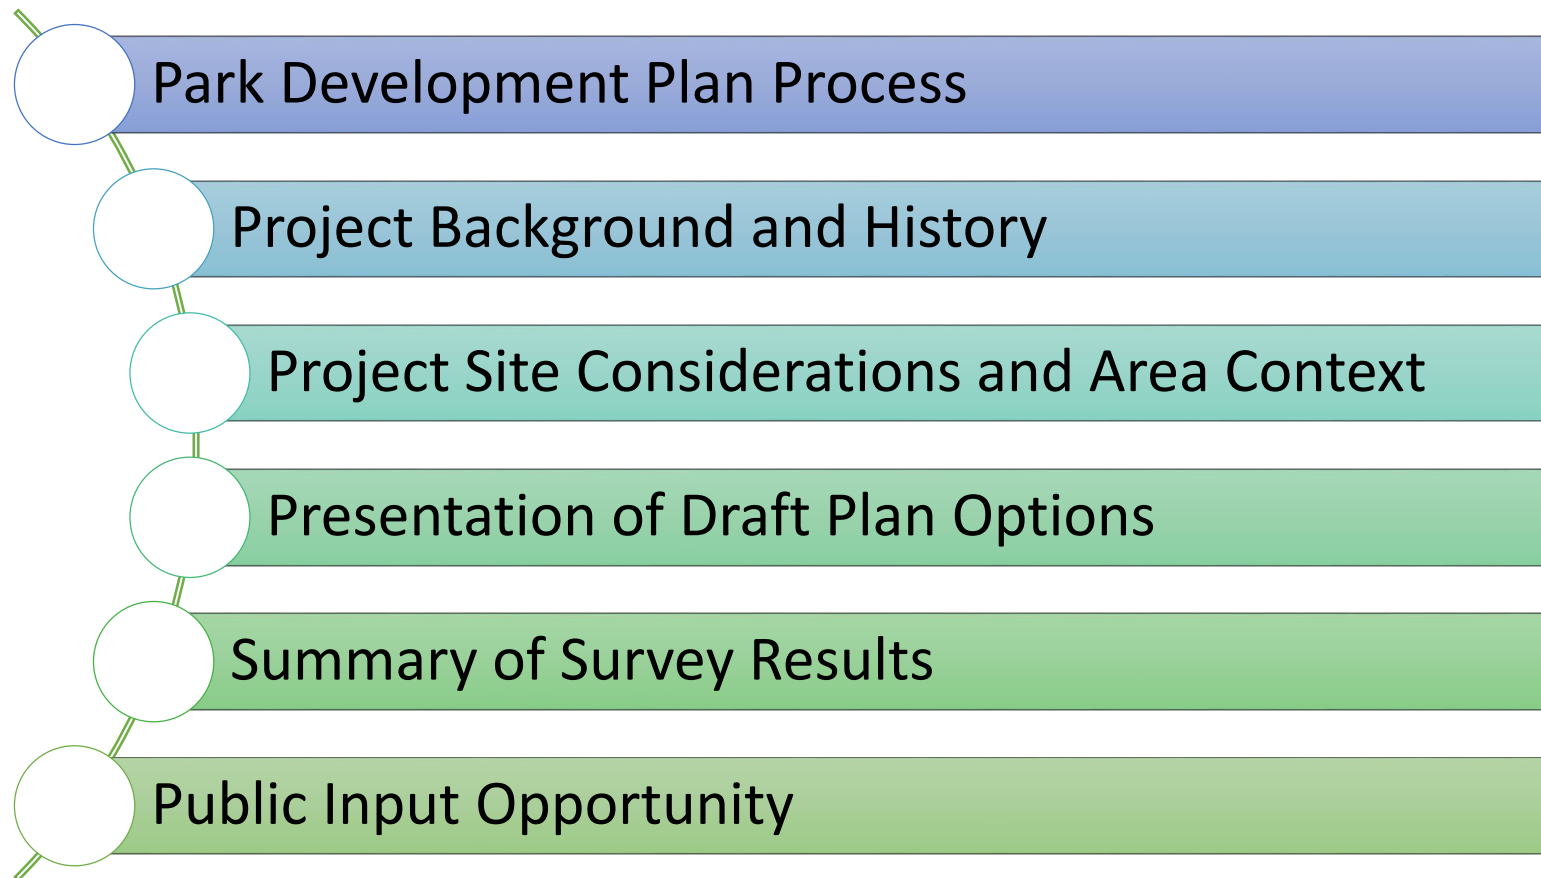 Park Development Plan Process
Project Background and History
Project Site Considerations and Area Context
Presentation of Draft Plan Options
Summary of Survey Results
Public Input Opportunity